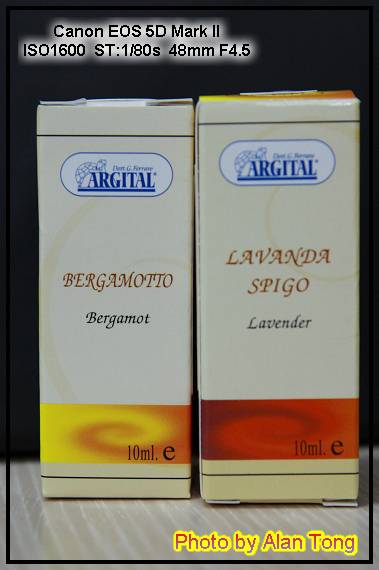 Canon EOS 5D Mark II
ISO1600 ST:1/80s 48mm F4.5
Dott G. Ferraro
ARGITAL
BERGAMOTTO
Bergamot
10ml. e
Dott G. Ferraro
ARGITAL
LAVANDA
SPIGO
Lavender
10ml. e
Photo by Alan Tong